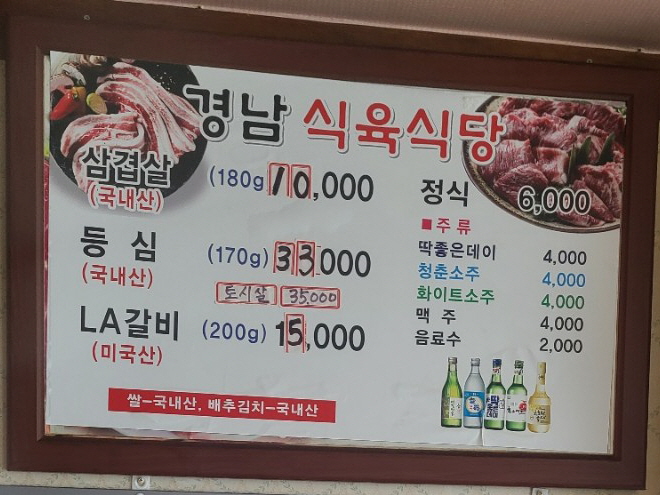 경남 식육식당
삼겹살 (180g) 10,000
(국내산)
등 심 (170g) 33,000
(국내산)
토시살 35,000
LA갈비 (200g) 15,000
(미국산)
쌀-국내산, 배추김치-국내산
정식 6,000
■주 류
딱좋은데이 4,000
청춘소주 4,000
화이트소주 4,000
맥 주 4,000
음료수 2,000